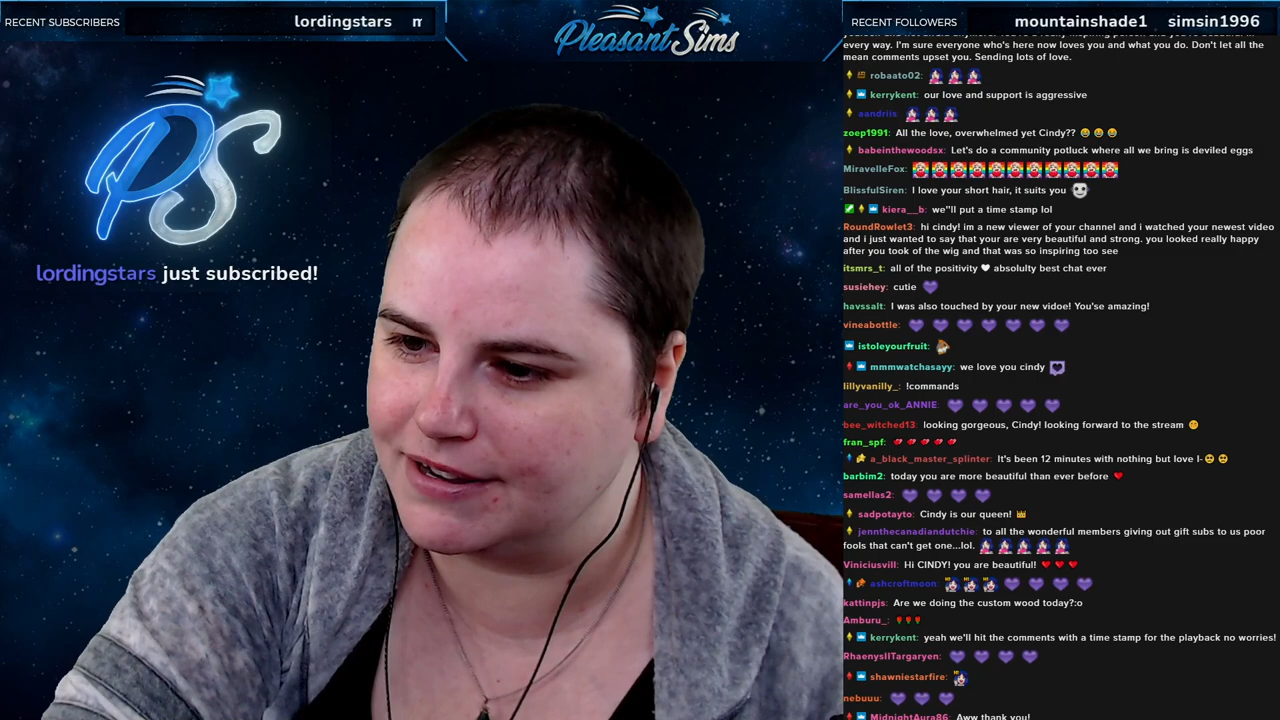 RECENT SUBSCRIBERS
lordingstars
PleasantSims
RECENT FOLLOWERS
mountainshade1 simsin1996
PS
lordingstars just subscribed!
every way. I'm sure everyone who's here now loves you and what you do. Don't let all the
mean comments upset you. Sending lots of love.
robaato02:
kerrykent: our love and support is aggressive
aandriis
zoep1991: All the love, overwhelmed yet Cindy?? 😄 😄 😄
babeinthewoodsx: Let's do a community potluck where all we bring is deviled eggs
MiravelleFox:
BlissfulSiren: I love your short hair, it suits you
kiera__b: we"ll put a time stamp lol
RoundRowlet3: hi cindy! im a new viewer of your channel and i watched your newest video
and i just wanted to say that your are very beautiful and strong. you looked really happy
after you took of the wig and that was so inspiring too see
itsmrs_t: all of the positivity 🤍 absolulty best chat ever
susiehey: cutie 💜
havssalt: I was also touched by your new vidoe! You'se amazing!
vineabottle: 💜 💜 💜 💜 💜 💜 💜
istoleyourfruit:
mmmwatchasayy: we love you cindy
lillyvanilly_: !commands
are_you_ok_ANNIE: 💜 💜 💜 💜 💜
bee_witched13: looking gorgeous, Cindy! looking forward to the stream
fran_spf:
a_black_master_splinter: It's been 12 minutes with nothing but love I-
barbim2: today you are more beautiful than ever before ❤
samellas2: 💜 💜 💜 💜
sadpotayto: Cindy is our queen! 👑
jennthecanadiandutchie: to all the wonderful members giving out gift subs to us poor
fools that can't get one...lol.
Viniciusvill: Hi CINDY! you are beautiful! ❤ ❤ ❤
ashcroftmoon: 💜 💜 💜 💜
kattinpjs: Are we doing the custom wood today?:o
Amburu_: 🌹🌹🌹
kerrykent: yeah we'll hit the comments with a time stamp for the playback no worries!
RhaenysIITargaryen: 💜 💜 💜 💜
shawniestarfire:
nebuuu: 💜 💜 💜
MidnightAura86: Aww thank you!